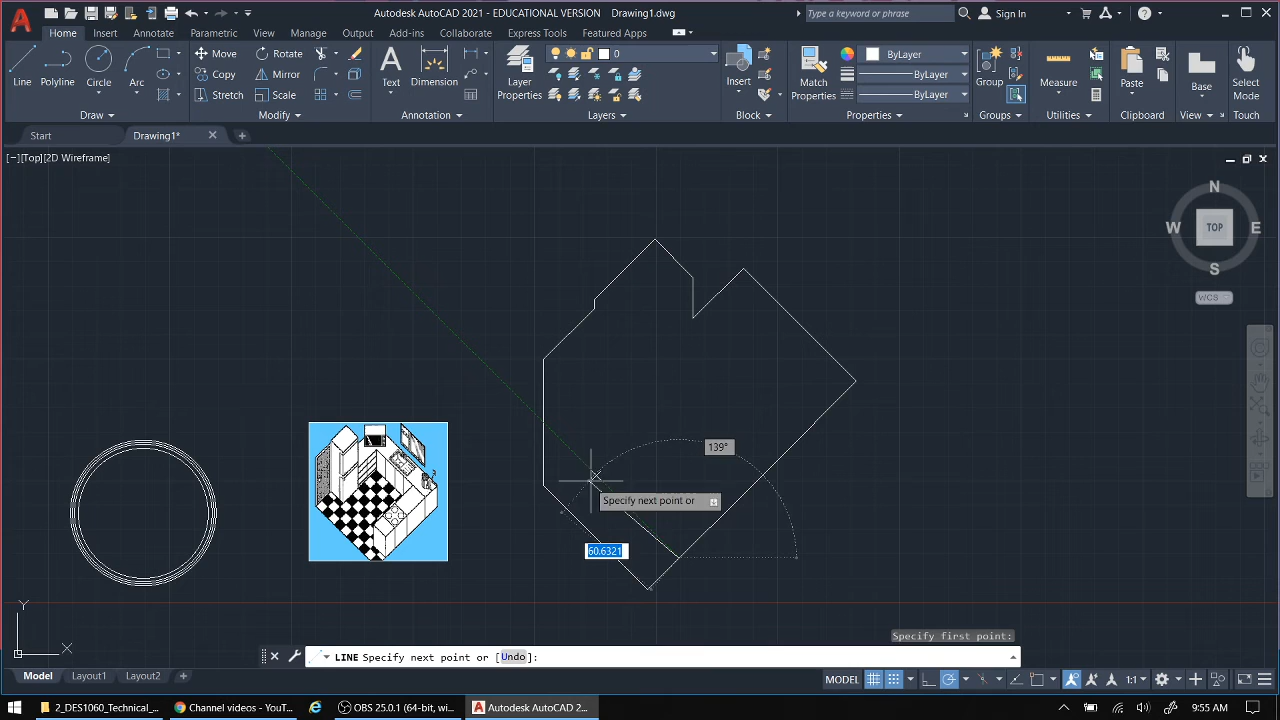 Autodesk AutoCAD 2021 - EDUCATIONAL VERSION Drawing1.dwg
Type a keyword or phrase
Sign In
Home Insert Annotate Parametric View Manage Output Add-ins Collaborate Express Tools Featured Apps
Line
Polyline
Circle
Arc
Move
Rotate
Copy
Mirror
Stretch
Scale
Text
Dimension
Layer Properties
0
Insert
Match Properties
ByLayer
ByLayer
ByLayer
Group
Measure
Paste
Base
Select Mode
Draw
Modify
Annotation
Layers
Block
Properties
Groups
Utilities
Clipboard
View
Touch
Start
Drawing1*
[−][Top][2D Wireframe]
N
W
TOP
E
S
WCS
139°
Specify next point or
60.6321
Y
X
Specify first point:
LINE Specify next point or [Undo]:
Model Layout1 Layout2
MODEL
1:1
2_DES1060_Technical_...
Channel videos - YouT...
OBS 25.0.1 (64-bit, wi...
Autodesk AutoCAD 2...
9:55 AM